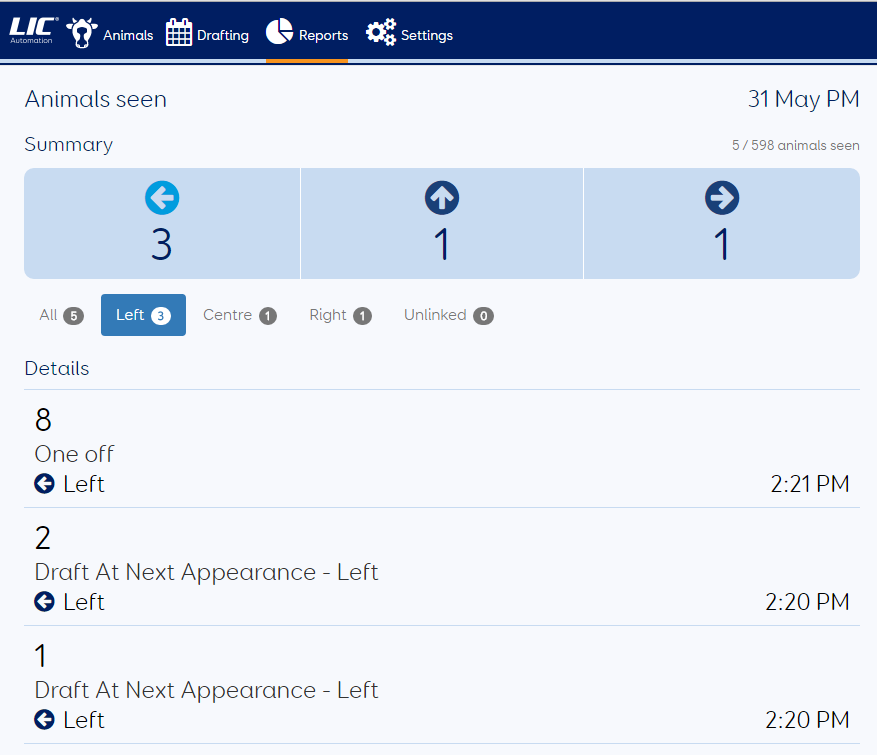 LIC®
Automation
Animals
Drafting
Reports
Settings
Animals seen
31 May PM
Summary
5 / 598 animals seen
3
1
1
All 5
Left 3
Centre 1
Right 1
Unlinked 0
Details
8
One off
Left
2:21 PM
2
Draft At Next Appearance - Left
Left
2:20 PM
1
Draft At Next Appearance - Left
Left
2:20 PM